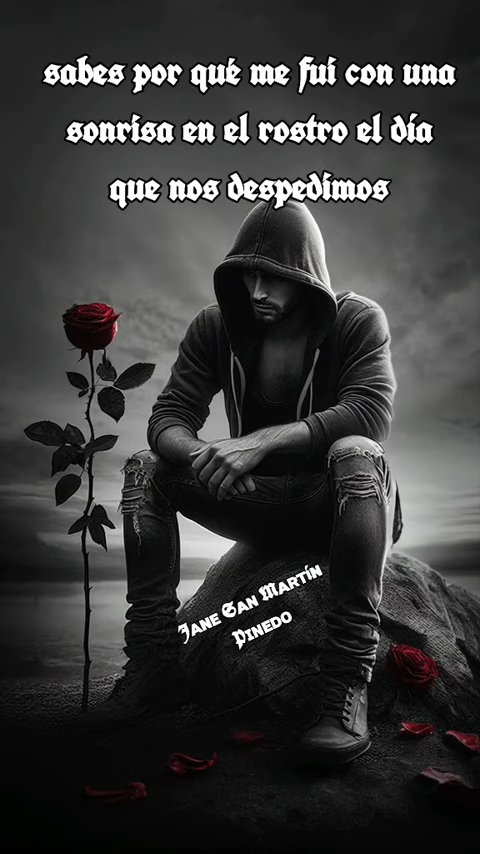 sabes por qué me fui con una
sonrisa en el rostro el día
que nos despedimos
Jane San Martín
Pinedo